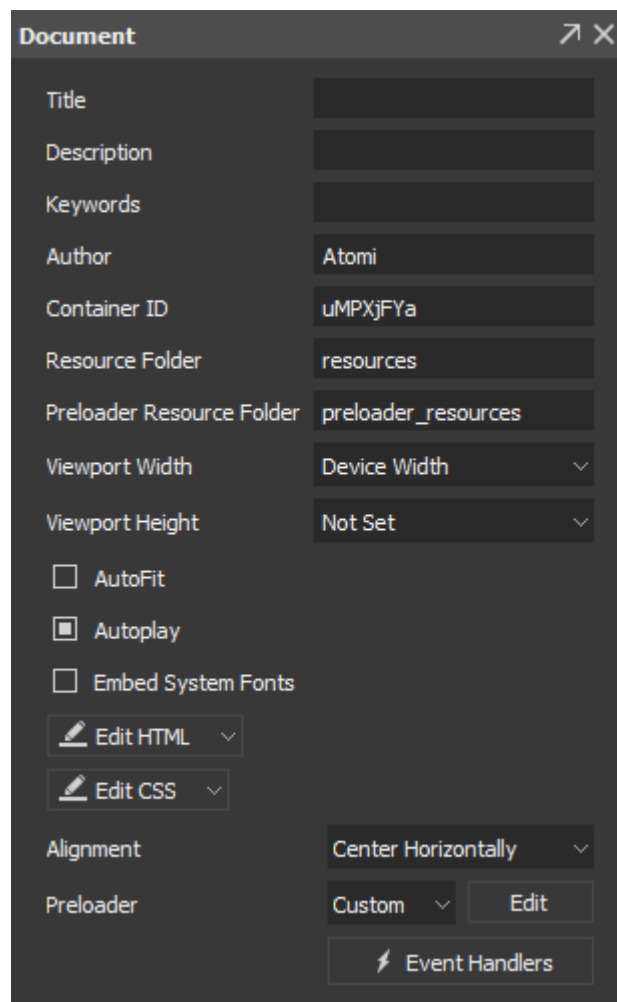 Document
Title
Description
Keywords
Author Atomi
Container ID uMPXjFYa
Resource Folder resources
Preloader Resource Folder preloader_resources
Viewport Width Device Width
Viewport Height Not Set
AutoFit
Autoplay
Embed System Fonts
Edit HTML
Edit CSS
Alignment Center Horizontally
Preloader Custom Edit
Event Handlers